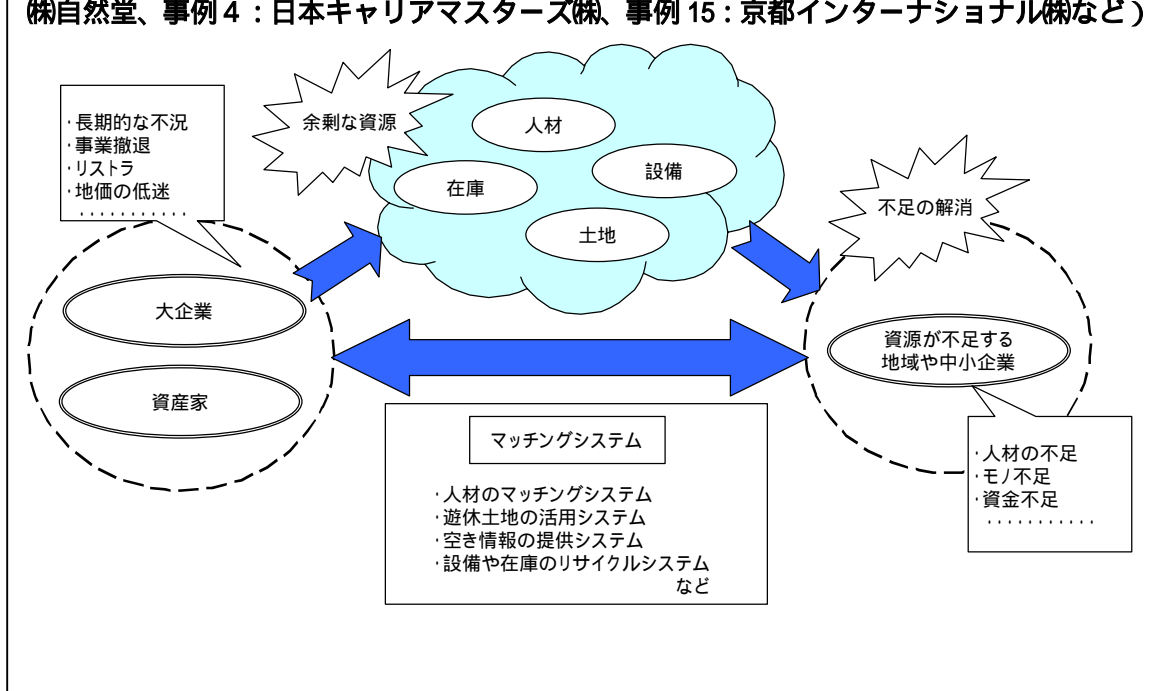 ㈱自然堂、事例4：日本キャリアマスターズ㈱、事例15：京都インターナショナル㈱など）
余剰な資源
人材
設備
在庫
土地
・長期的な不況
・事業撤退
・リストラ
・地価の低迷
・・・・・・・・・・・
不足の解消
大企業
資産家
資源が不足する
地域や中小企業
マッチングシステム
・人材のマッチングシステム
・遊休土地の活用システム
・空き情報の提供システム
・設備や在庫のリサイクルシステム
など
・人材の不足
・モノ不足
・資金不足
・・・・・・・・・・・